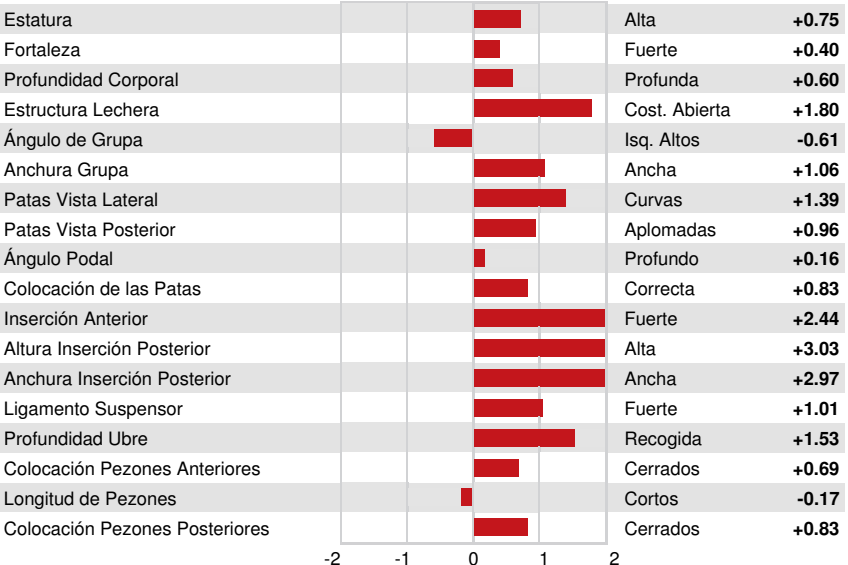 Estatura Alta +0.75
Fortaleza Fuerte +0.40
Profundidad Corporal Profunda +0.60
Estructura Lechera Cost. Abierta +1.80
Ángulo de Grupa Isq. Altos -0.61
Anchura Grupa Ancha +1.06
Patas Vista Lateral Curvas +1.39
Patas Vista Posterior Aplomadas +0.96
Ángulo Podal Profundo +0.16
Colocación de las Patas Correcta +0.83
Inserción Anterior Fuerte +2.44
Altura Inserción Posterior Alta +3.03
Anchura Inserción Posterior Ancha +2.97
Ligamento Suspensor Fuerte +1.01
Profundidad Ubre Recogida +1.53
Colocación Pezones Anteriores Cerrados +0.69
Longitud de Pezones Cortos -0.17
Colocación Pezones Posteriores Cerrados +0.83
-2 -1 0 1 2